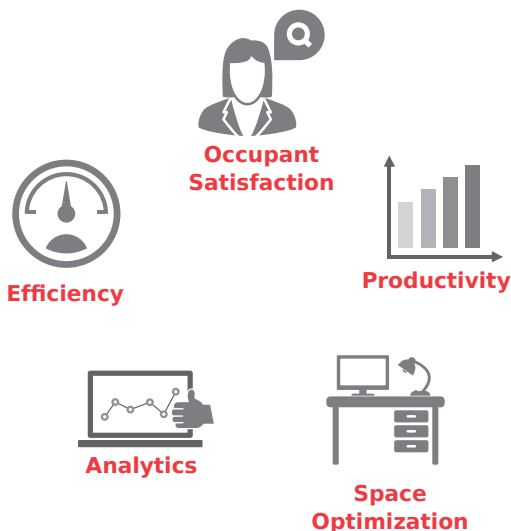 Occupant
Satisfaction
Efficiency
Productivity
Analytics
Space
Optimization